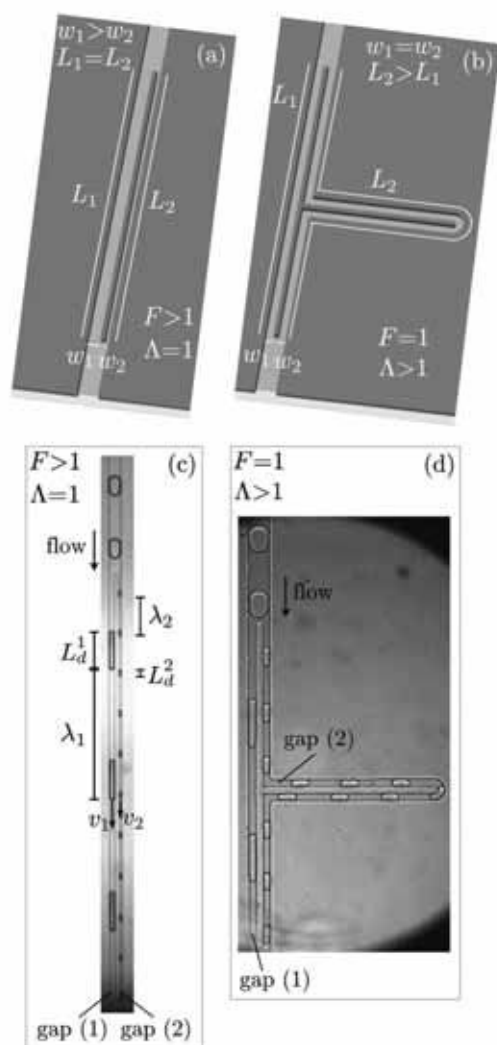 w₁>w₂
L₁=L₂
(a)
L₁
L₂
F>1
Λ=1
w₁ w₂
w₁=w₂
L₂>L₁
(b)
L₁
L₂
F=1
Λ>1
w₁ w₂
F>1
Λ=1
(c)
flow
λ₂
L_d¹
L_d²
λ₁
v₁ v₂
gap (1) gap (2)
F=1
Λ>1
(d)
flow
gap (2)
gap (1)